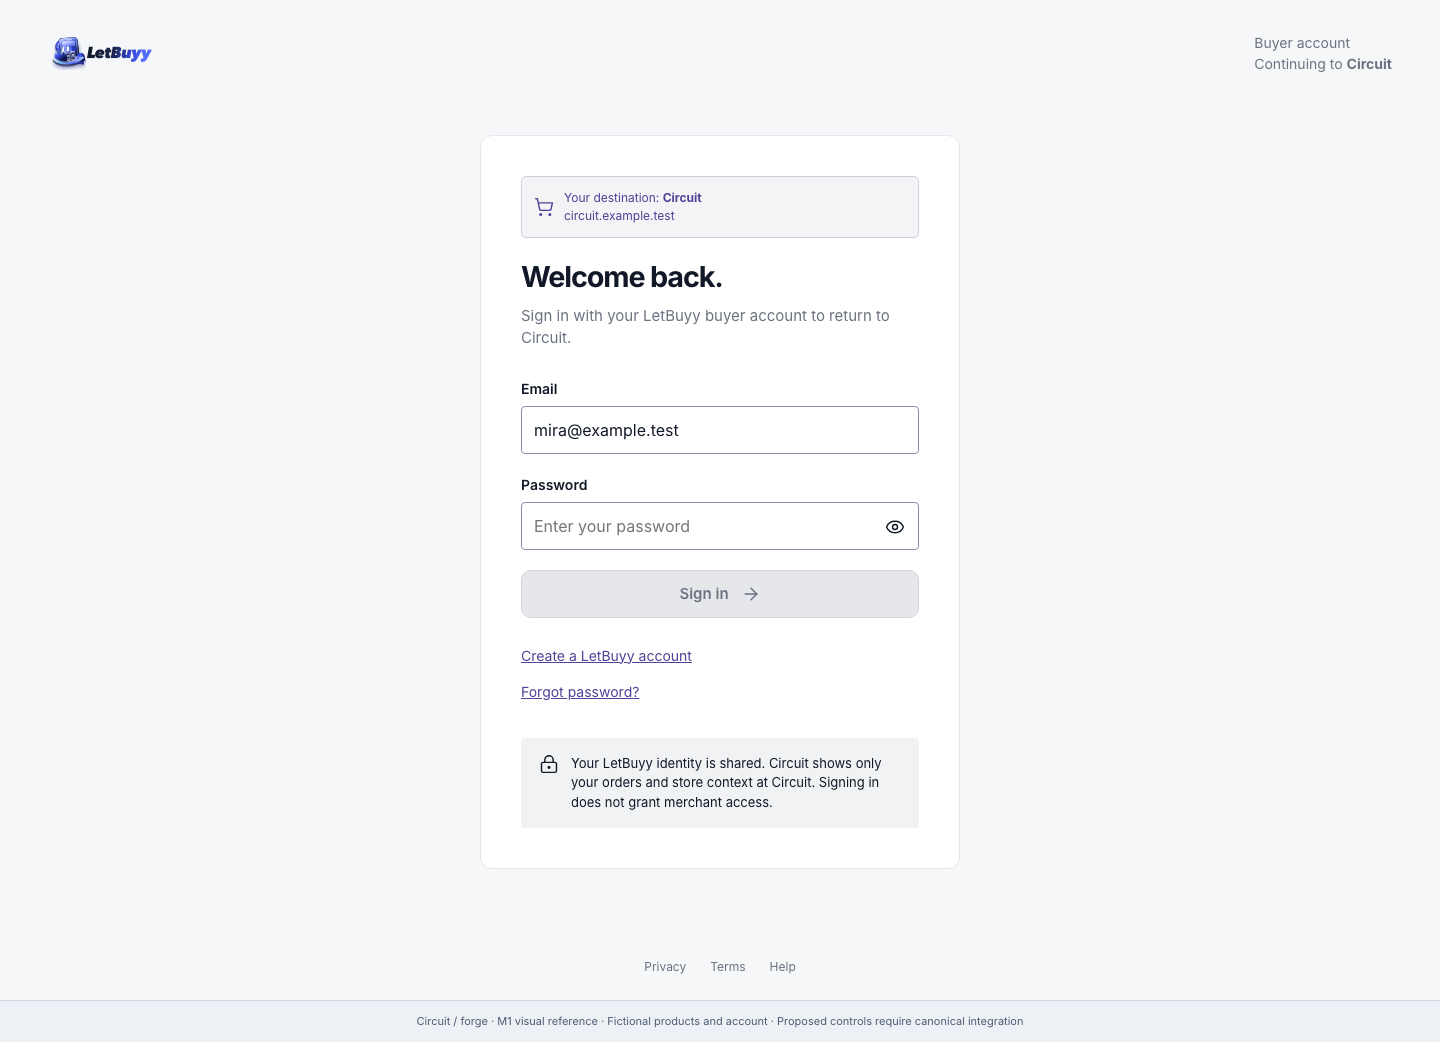 LetBuyy
Buyer account
Continuing to Circuit
Your destination: Circuit
circuit.example.test
Welcome back.
Sign in with your LetBuyy buyer account to return to
Circuit.
Email
mira@example.test
Password
Enter your password
Sign in
Create a LetBuyy account
Forgot password?
Your LetBuyy identity is shared. Circuit shows only
your orders and store context at Circuit. Signing in
does not grant merchant access.
Privacy Terms Help
Circuit / forge · M1 visual reference · Fictional products and account · Proposed controls require canonical integration